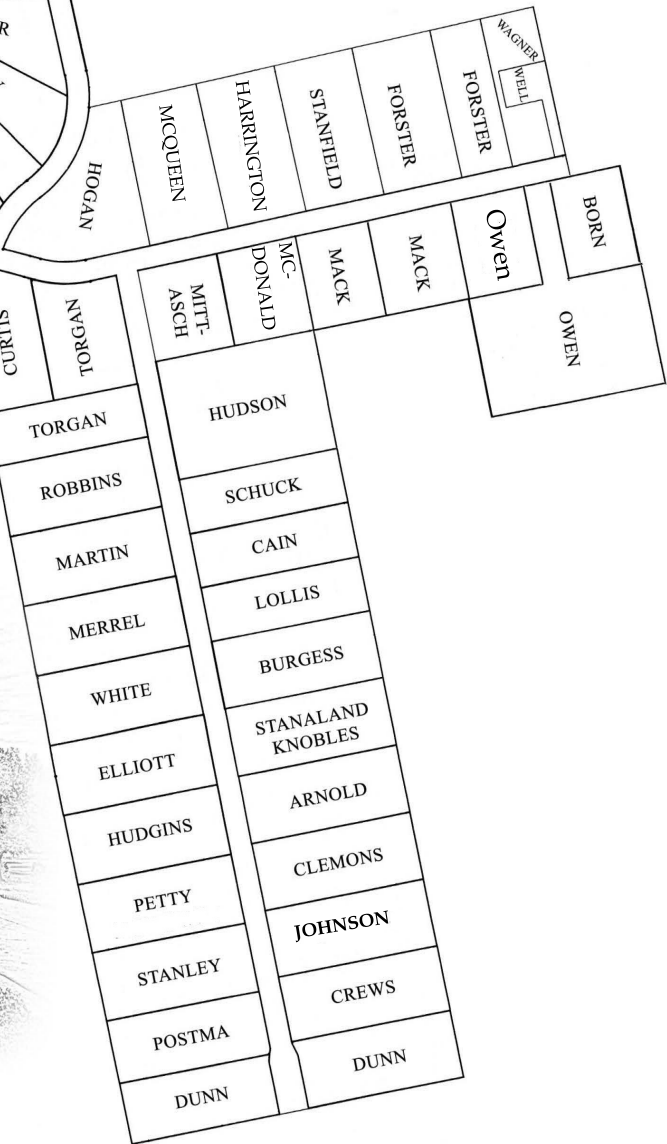 R
WAGNER
WELL
FORSTER
FORSTER
STANFIELD
HARRINGTON
MCQUEEN
HOGAN
BORN
Owen
MACK
MACK
MC-
DONALD
MITT-
ASCH
TORGAN
CURTIS
OWEN
HUDSON
TORGAN
ROBBINS
SCHUCK
MARTIN
CAIN
MERREL
LOLLIS
WHITE
BURGESS
ELLIOTT
STANALAND
KNOBLES
HUDGINS
ARNOLD
PETTY
CLEMONS
STANLEY
JOHNSON
POSTMA
CREWS
DUNN
DUNN